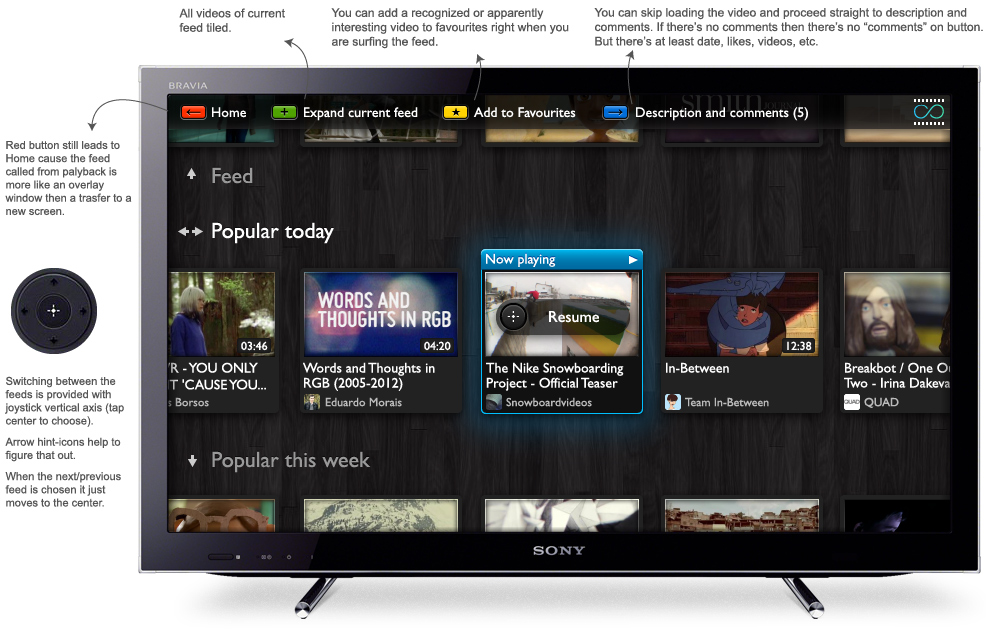 All videos of current
feed tiled.
You can add a recognized or apparently
interesting video to favourites right when you
are surfing the feed.
You can skip loading the video and proceed straight to description and
comments. If there's no comments then there's no “comments” on button.
But there's at least date, likes, videos, etc.
BRAVIA
Home
Expand current feed
Add to Favourites
Description and comments (5)
Red button still leads to
Home cause the feed
called from palyback is
more like an overlay
window then a trasfer to a
new screen.
Feed
Popular today
Now playing
WORDS AND
THOUGHTS IN RGB
Resume
03:46
04:20
12:38
R - YOU ONLY
T 'CAUSE YOU...
s Borsos
Words and Thoughts in
RGB (2005-2012)
Eduardo Morais
The Nike Snowboarding
Project - Official Teaser
Snowboardvideos
In-Between
Team In-Between
Breakbot / One O
Two - Irina Dakeva
QUAD
QUAD
Switching between the
feeds is provided with
joystick vertical axis (tap
center to choose).
Arrow hint-icons help to
figure that out.
When the next/previous
feed is chosen it just
moves to the center.
Popular this week
SONY